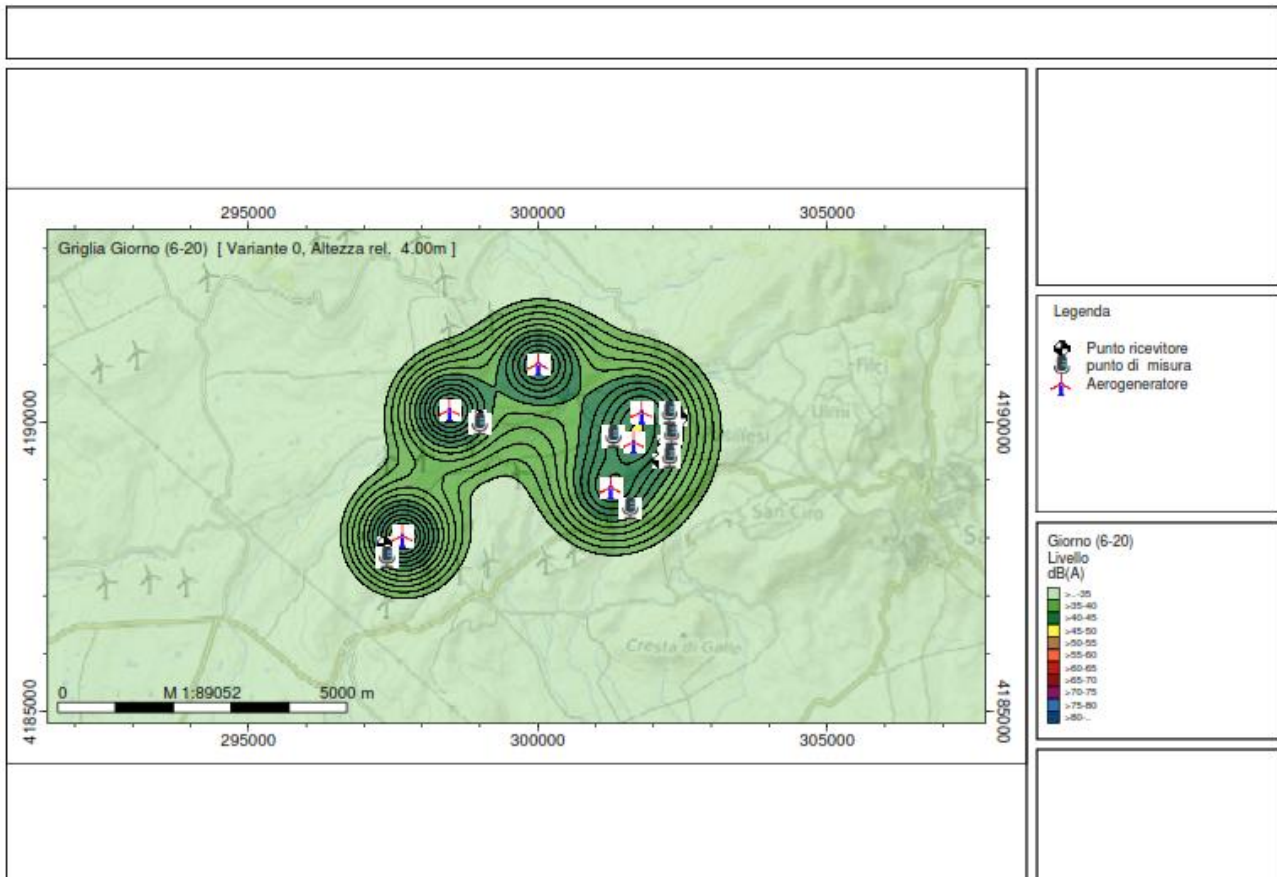 295000 300000 305000
Griglia Giorno (6-20) [ Variante 0, Altezza rel. 4.00m ]
4190000
4190000
Filci
Ulmi
San Ciro
Cresta di Gallo
0 M 1:89052 5000 m
4185000
4185000
295000 300000 305000
Legenda
Punto ricevitore
punto di misura
Aerogeneratore
Giorno (6-20)
Livello
dB(A)
>..-35
>35-40
>40-45
>45-50
>50-55
>55-60
>60-65
>65-70
>70-75
>75-80
>80-..